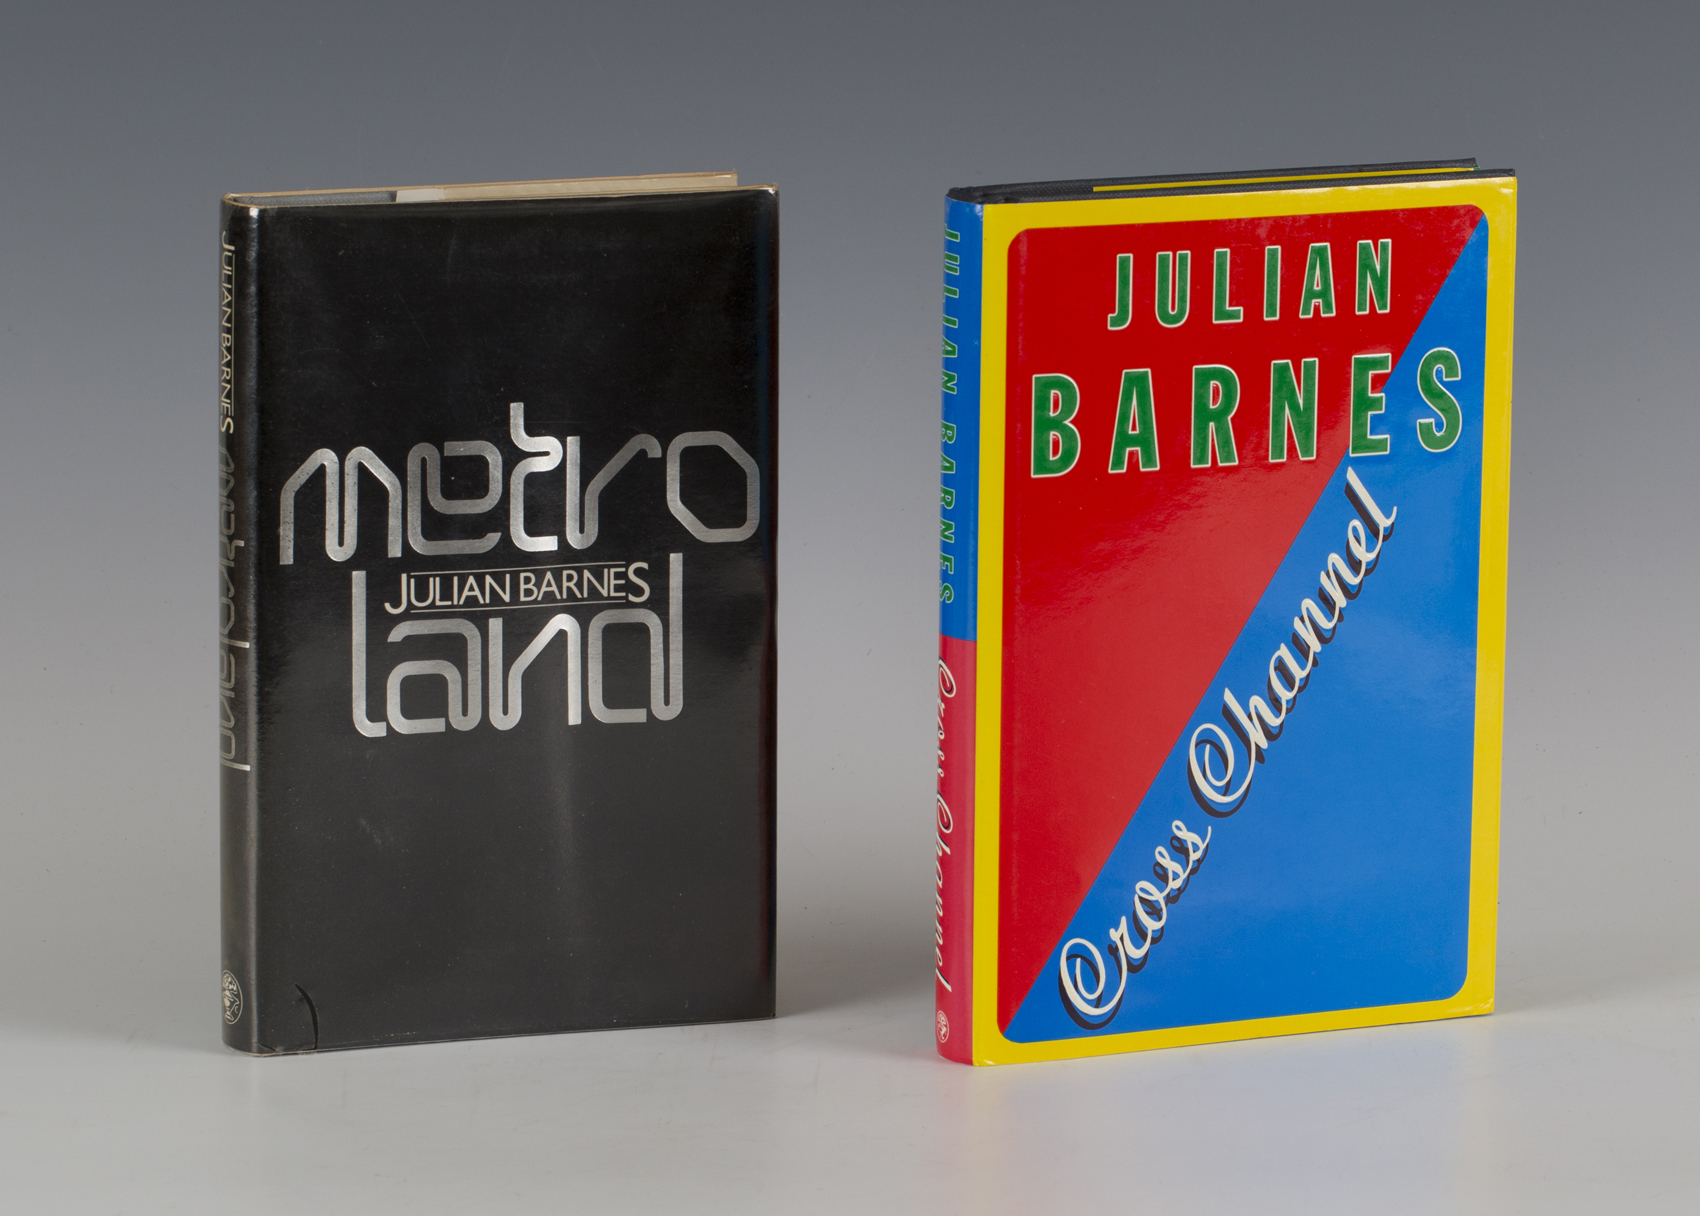 JULIAN BARNES metroland
metro
JULIAN BARNES
land
JULIAN BARNES Cross Channel
JULIAN
BARNES
Cross Channel